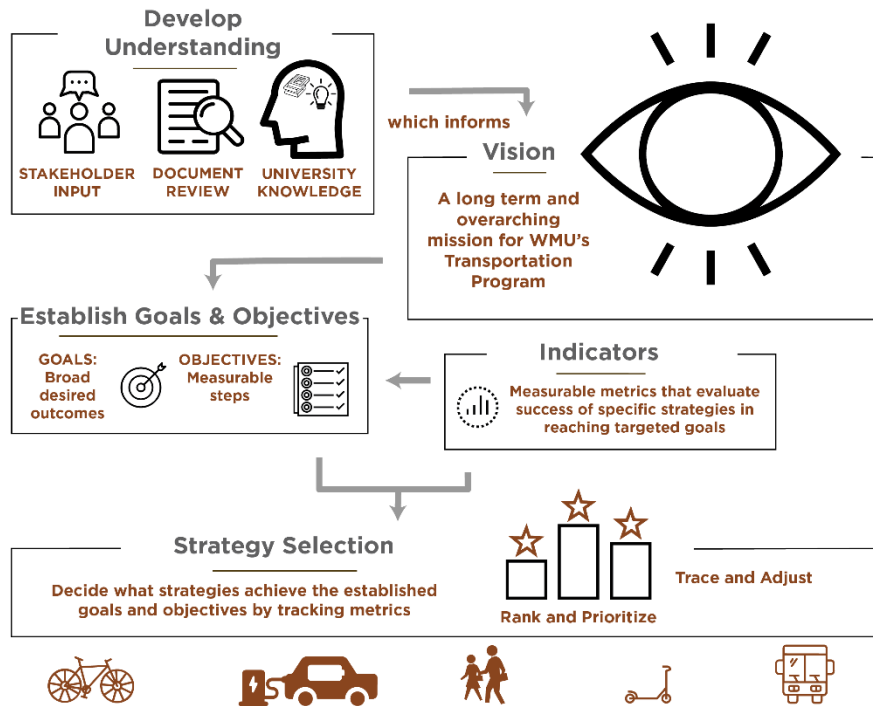 Develop
Understanding
STAKEHOLDER
INPUT
DOCUMENT
REVIEW
UNIVERSITY
KNOWLEDGE
which informs
Vision
A long term and
overarching
mission for WMU's
Transportation
Program
Establish Goals & Objectives
GOALS:
Broad
desired
outcomes
OBJECTIVES:
Measurable
steps
Indicators
Measurable metrics that evaluate
success of specific strategies in
reaching targeted goals
Strategy Selection
Decide what strategies achieve the established
goals and objectives by tracking metrics
Rank and Prioritize
Trace and Adjust